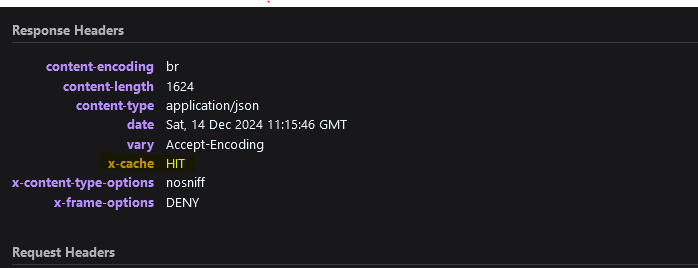 Response Headers
content-encoding br
content-length 1624
content-type application/json
date Sat, 14 Dec 2024 11:15:46 GMT
vary Accept-Encoding
x-cache HIT
x-content-type-options nosniff
x-frame-options DENY
Request Headers